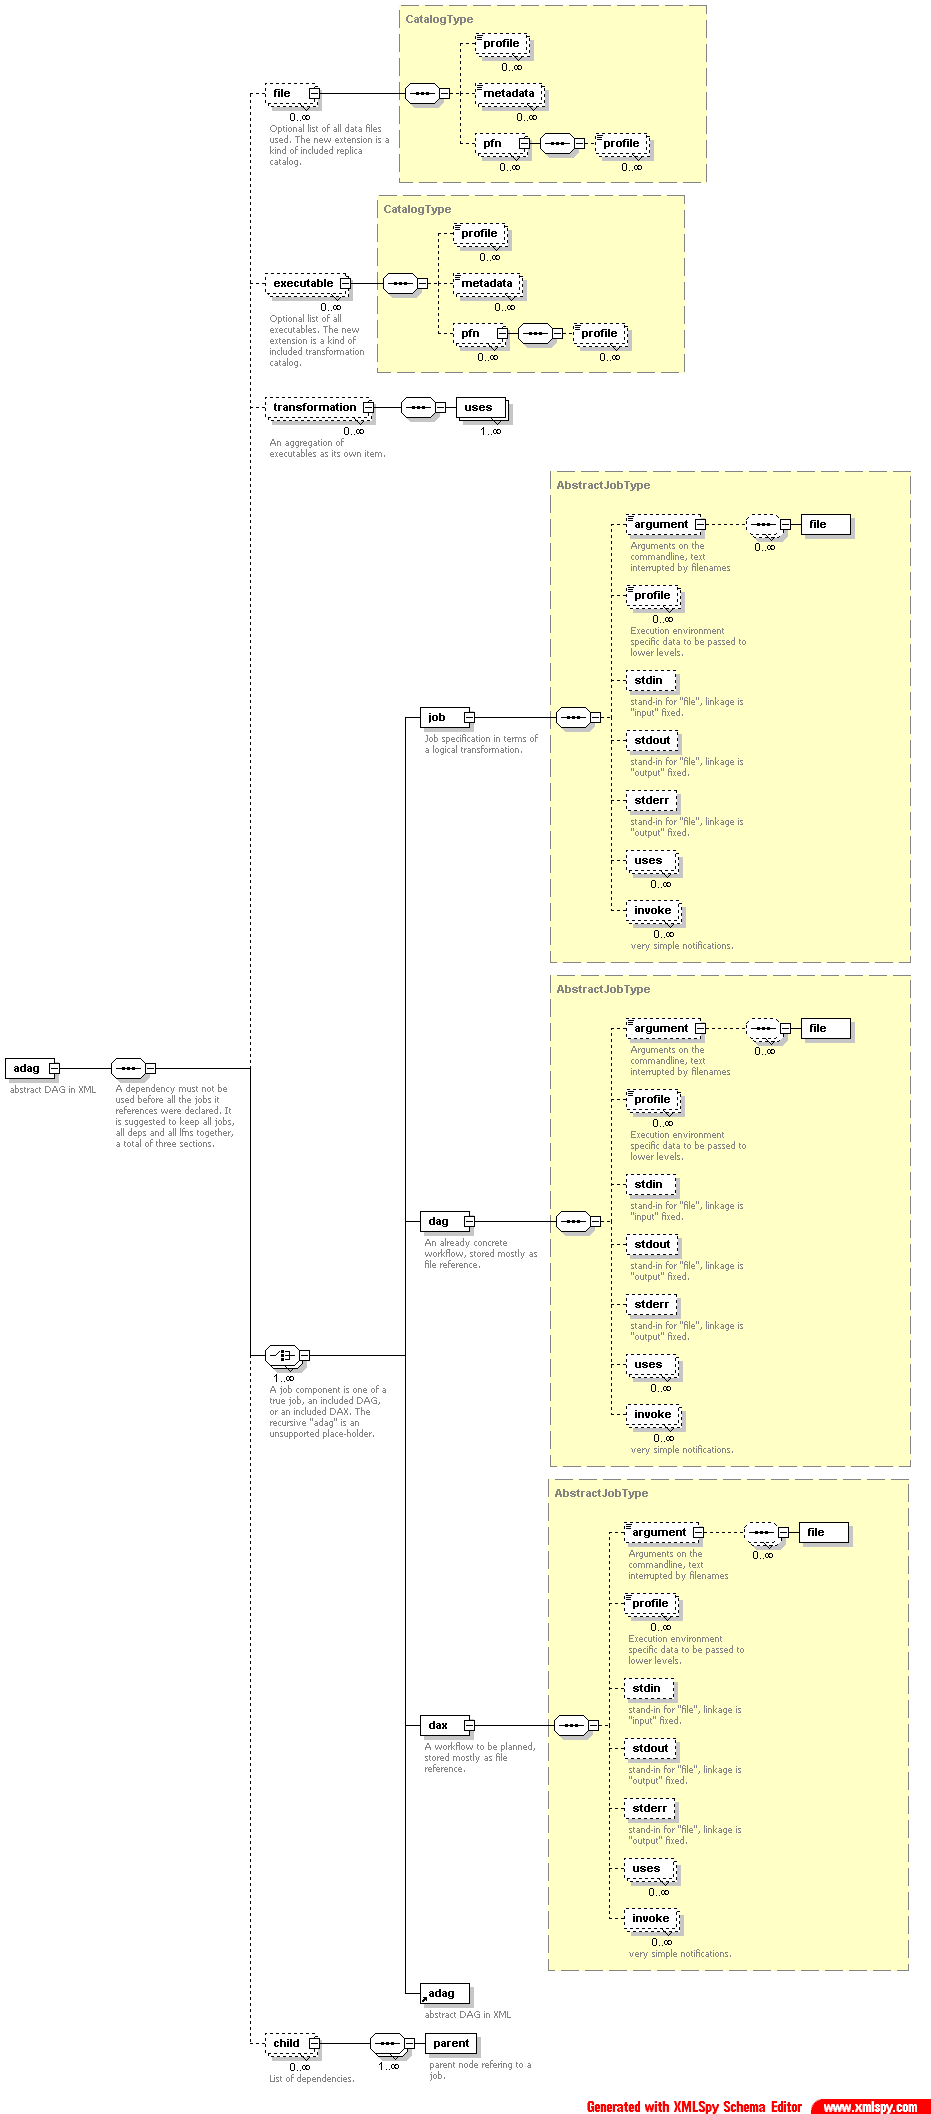 CatalogType
profile
0..∞
file
metadata
0..∞
0..∞
Optional list of all data files
used. The new extension is a
kind of included replica
catalog.
pfn
profile
0..∞
0..∞
CatalogType
profile
0..∞
executable
metadata
0..∞
0..∞
Optional list of all
executables. The new
extension is a kind of
included transformation
catalog.
pfn
profile
0..∞
0..∞
transformation
uses
0..∞
1..∞
An aggregation of
executables as its own item.
AbstractJobType
argument
file
0..∞
Arguments on the
commandline, text
interrupted by filenames
profile
0..∞
Execution environment
specific data to be passed to
lower levels.
stdin
stand-in for "file", linkage is
"input" fixed.
job
Job specification in terms of
a logical transformation.
stdout
stand-in for "file", linkage is
"output" fixed.
stderr
stand-in for "file", linkage is
"output" fixed.
uses
0..∞
invoke
0..∞
very simple notifications.
AbstractJobType
argument
file
0..∞
Arguments on the
commandline, text
interrupted by filenames
adag
abstract DAG in XML
A dependency must not be
used before all the jobs it
references were declared. It
is suggested to keep all jobs,
all deps and all lfns together,
a total of three sections.
profile
0..∞
Execution environment
specific data to be passed to
lower levels.
stdin
stand-in for "file", linkage is
"input" fixed.
dag
An already concrete
workflow, stored mostly as
file reference.
stdout
stand-in for "file", linkage is
"output" fixed.
stderr
stand-in for "file", linkage is
"output" fixed.
uses
0..∞
invoke
0..∞
very simple notifications.
1..∞
A job component is one of a
true job, an included DAG,
or an included DAX. The
recursive "adag" is an
unsupported place-holder.
AbstractJobType
argument
file
0..∞
Arguments on the
commandline, text
interrupted by filenames
profile
0..∞
Execution environment
specific data to be passed to
lower levels.
stdin
stand-in for "file", linkage is
"input" fixed.
dax
A workflow to be planned,
stored mostly as file
reference.
stdout
stand-in for "file", linkage is
"output" fixed.
stderr
stand-in for "file", linkage is
"output" fixed.
uses
0..∞
invoke
0..∞
very simple notifications.
adag
abstract DAG in XML
child
parent
0..∞
1..∞
List of dependencies.
parent node refering to a
job.
Generated with XMLSpy Schema Editor www.xmlspy.com